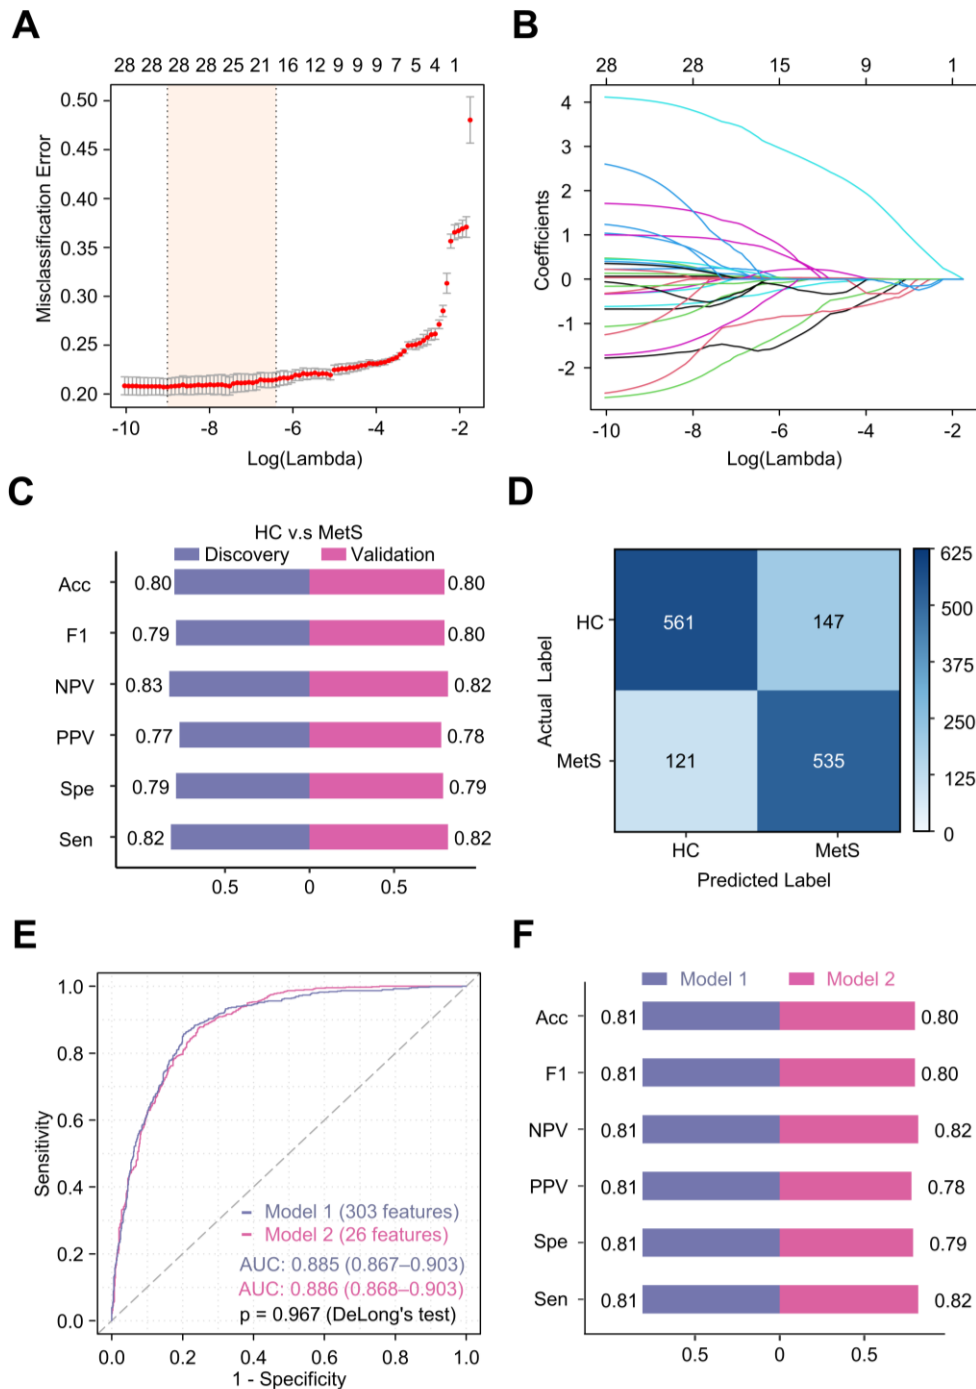 A
28 28 28 28 25 21 16 12 9 9 9 7 5 4 1
Misclassification Error
0.50
0.45
0.40
0.35
0.30
0.25
0.20
-10 -8 -6 -4 -2
Log(Lambda)
B
28 28 15 9 1
Coefficients
4
3
2
1
0
-1
-2
-10 -8 -6 -4 -2
Log(Lambda)
C
HC v.s MetS
Discovery Validation
Acc 0.80 0.80
F1 0.79 0.80
NPV 0.83 0.82
PPV 0.77 0.78
Spe 0.79 0.79
Sen 0.82 0.82
0.5 0 0.5
D
Actual Label
HC 561 147
MetS 121 535
HC MetS
Predicted Label
625
500
375
250
125
0
E
Sensitivity
1.0
0.8
0.6
0.4
0.2
0.0
Model 1 (303 features)
Model 2 (26 features)
AUC: 0.885 (0.867–0.903)
AUC: 0.886 (0.868–0.903)
p = 0.967 (DeLong's test)
0.0 0.2 0.4 0.6 0.8 1.0
1 - Specificity
F
Model 1 Model 2
Acc 0.81 0.80
F1 0.81 0.80
NPV 0.81 0.82
PPV 0.81 0.78
Spe 0.81 0.79
Sen 0.81 0.82
0.5 0 0.5